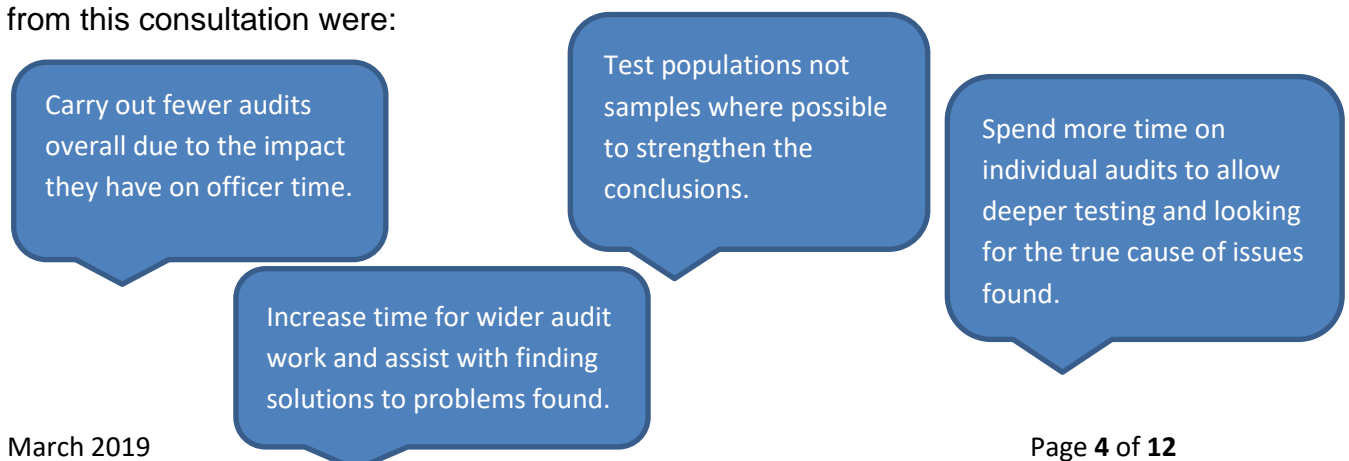 from this consultation were:
Carry out fewer audits
overall due to the impact
they have on officer time.
Test populations not
samples where possible
to strengthen the
conclusions.
Spend more time on
individual audits to allow
deeper testing and looking
for the true cause of issues
found.
Increase time for wider audit
work and assist with finding
solutions to problems found.
March 2019
Page 4 of 12